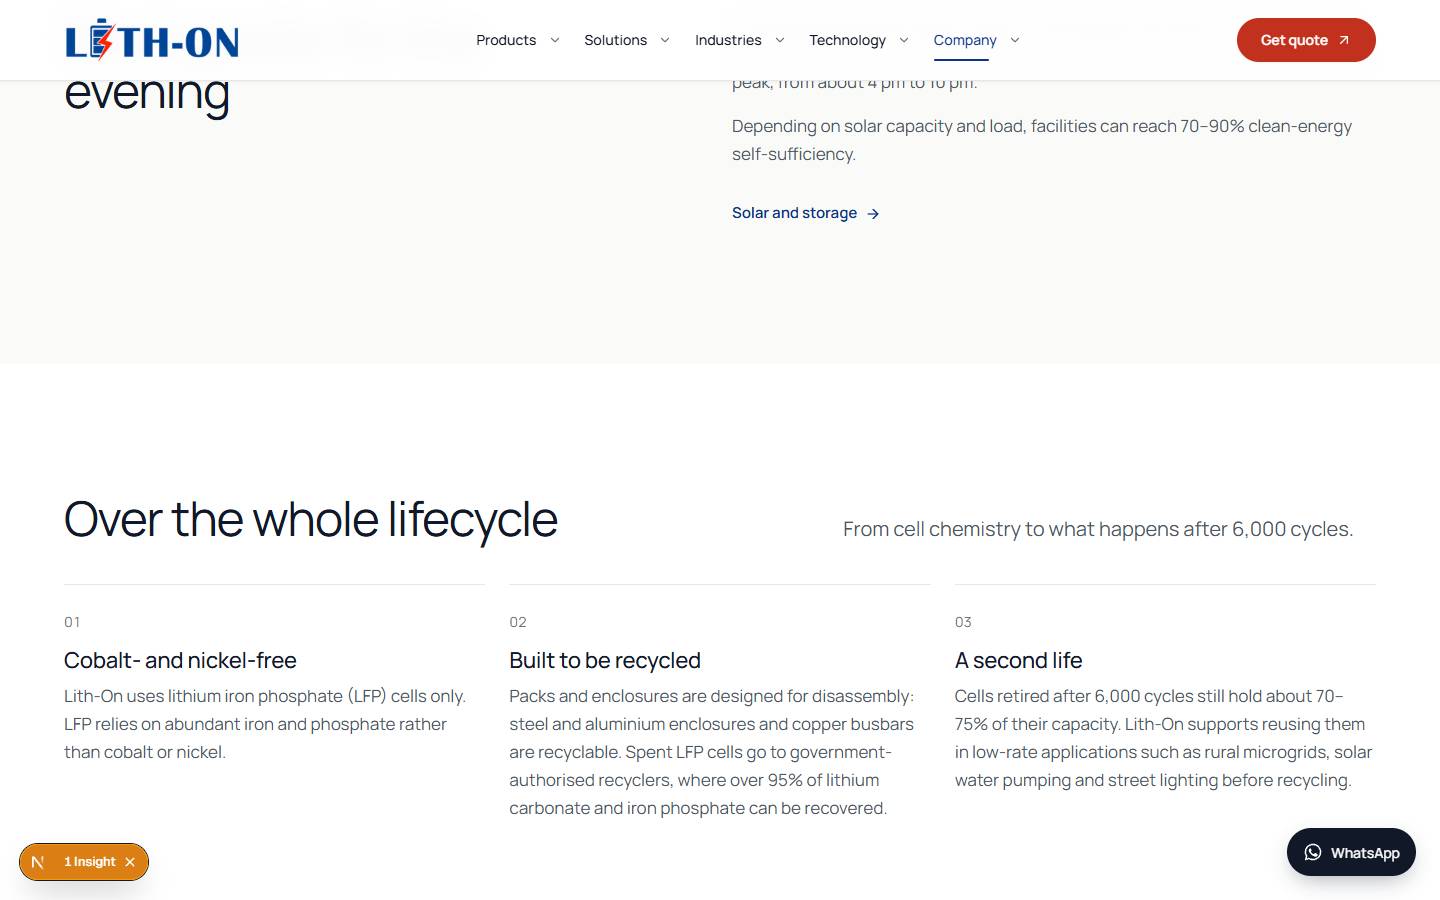 LITH-ON
Products
Solutions
Industries
Technology
Company
Get quote
evening
peak, from about 4 pm to 10 pm.
Depending on solar capacity and load, facilities can reach 70–90% clean-energy
self-sufficiency.
Solar and storage
Over the whole lifecycle
From cell chemistry to what happens after 6,000 cycles.
01
Cobalt- and nickel-free
Lith-On uses lithium iron phosphate (LFP) cells only.
LFP relies on abundant iron and phosphate rather
than cobalt or nickel.
02
Built to be recycled
Packs and enclosures are designed for disassembly:
steel and aluminium enclosures and copper busbars
are recyclable. Spent LFP cells go to government-
authorised recyclers, where over 95% of lithium
carbonate and iron phosphate can be recovered.
03
A second life
Cells retired after 6,000 cycles still hold about 70–
75% of their capacity. Lith-On supports reusing them
in low-rate applications such as rural microgrids, solar
water pumping and street lighting before recycling.
N
1 Insight
WhatsApp